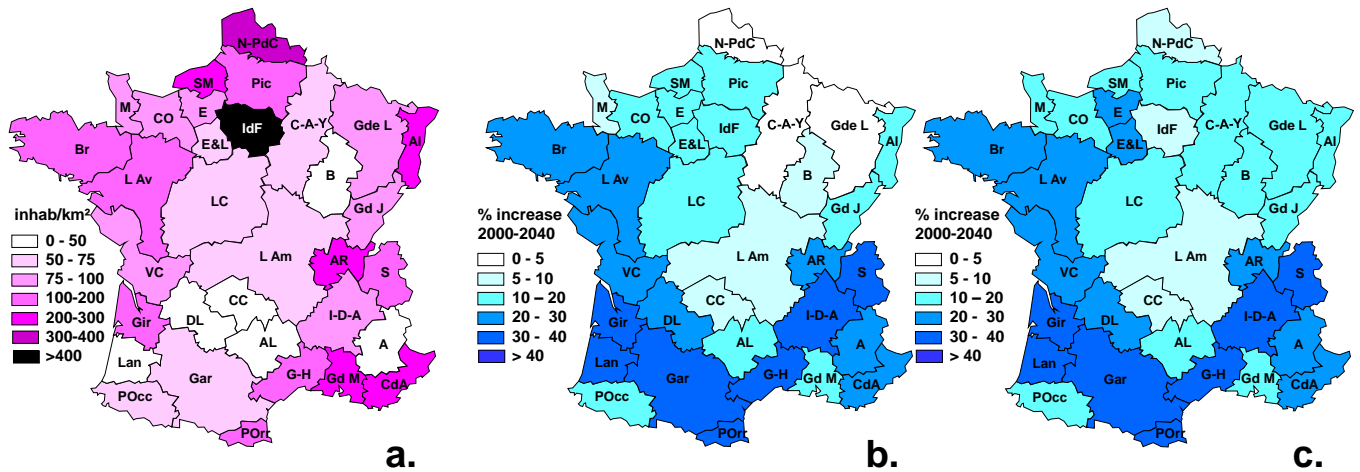 N-PdC
SM
Pic
M
CO
E
IdF
E&L
C-A-Y
Gde L
Al
Br
L Av
LC
B
Gd J
VC
L Am
AR
S
Gir
DL
CC
AL
I-D-A
A
Lan
Gar
G-H
Gd M
CdA
POcc
POrr
inhab/km²
0 - 50
50 - 75
75 - 100
100-200
200-300
300-400
>400
a.
N-PdC
SM
Pic
M
CO
E
IdF
E&L
C-A-Y
Gde L
Al
Br
L Av
LC
B
Gd J
VC
L Am
AR
S
Gir
DL
CC
AL
I-D-A
A
Lan
Gar
G-H
Gd M
CdA
POcc
POrr
% increase
2000-2040
0 - 5
5 - 10
10 – 20
20 - 30
30 - 40
> 40
b.
N-PdC
SM
Pic
M
CO
E
IdF
E&L
C-A-Y
Gde L
Al
Br
L Av
LC
B
Gd J
VC
L Am
AR
S
Gir
DL
CC
AL
I-D-A
A
Lan
Gar
G-H
Gd M
CdA
POcc
POrr
% increase
2000-2040
0 - 5
5 - 10
10 – 20
20 - 30
30 - 40
> 40
c.